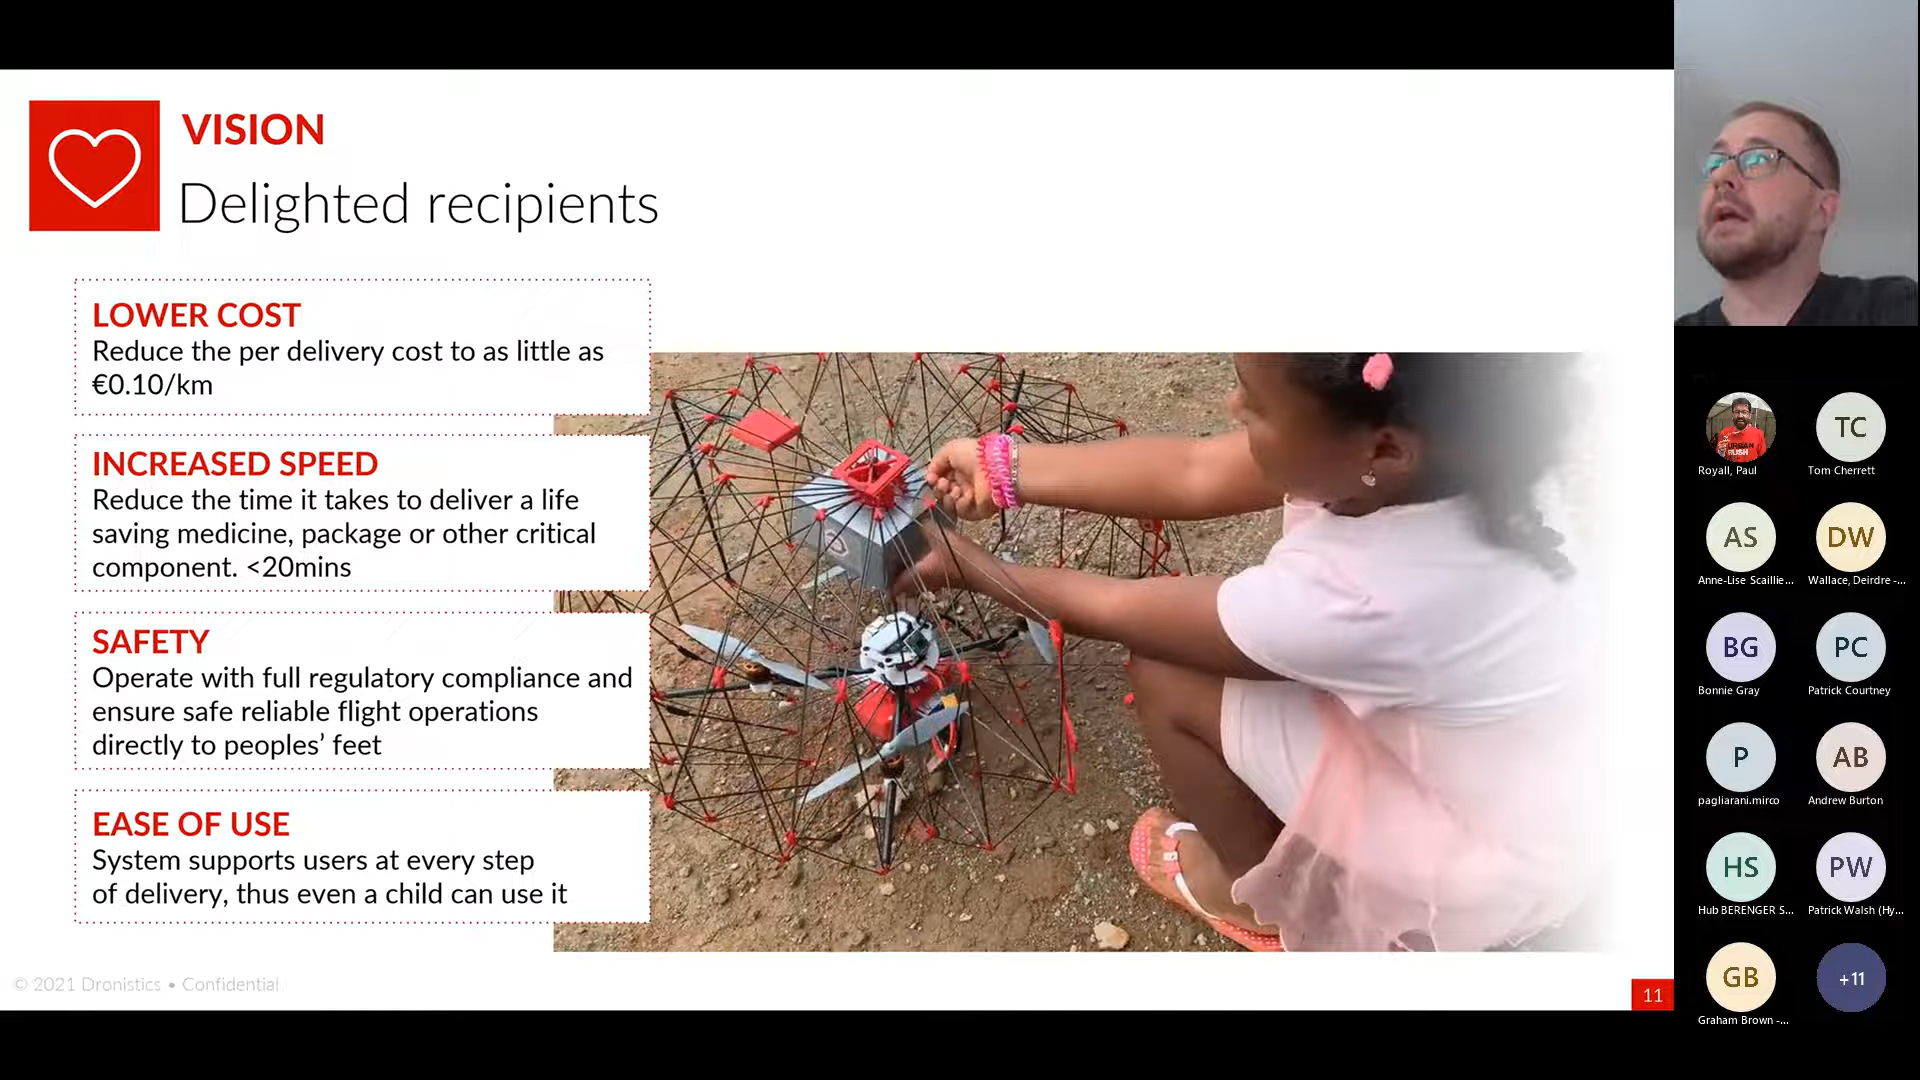 VISION
Delighted recipients
LOWER COST
Reduce the per delivery cost to as little as
€0.10/km
INCREASED SPEED
Reduce the time it takes to deliver a life
saving medicine, package or other critical
component. <20mins
SAFETY
Operate with full regulatory compliance and
ensure safe reliable flight operations
directly to peoples’ feet
EASE OF USE
System supports users at every step
of delivery, thus even a child can use it
© 2021 Dronistics • Confidential
11
URBAN
RUSH
Royall, Paul
TC
Tom Cherrett
AS
Anne-Lise Scaillie...
DW
Wallace, Deirdre -...
BG
Bonnie Gray
PC
Patrick Courtney
P
pagliarani.mirco
AB
Andrew Burton
HS
Hub BERENGER S...
PW
Patrick Walsh (Hy...
GB
Graham Brown -...
+11